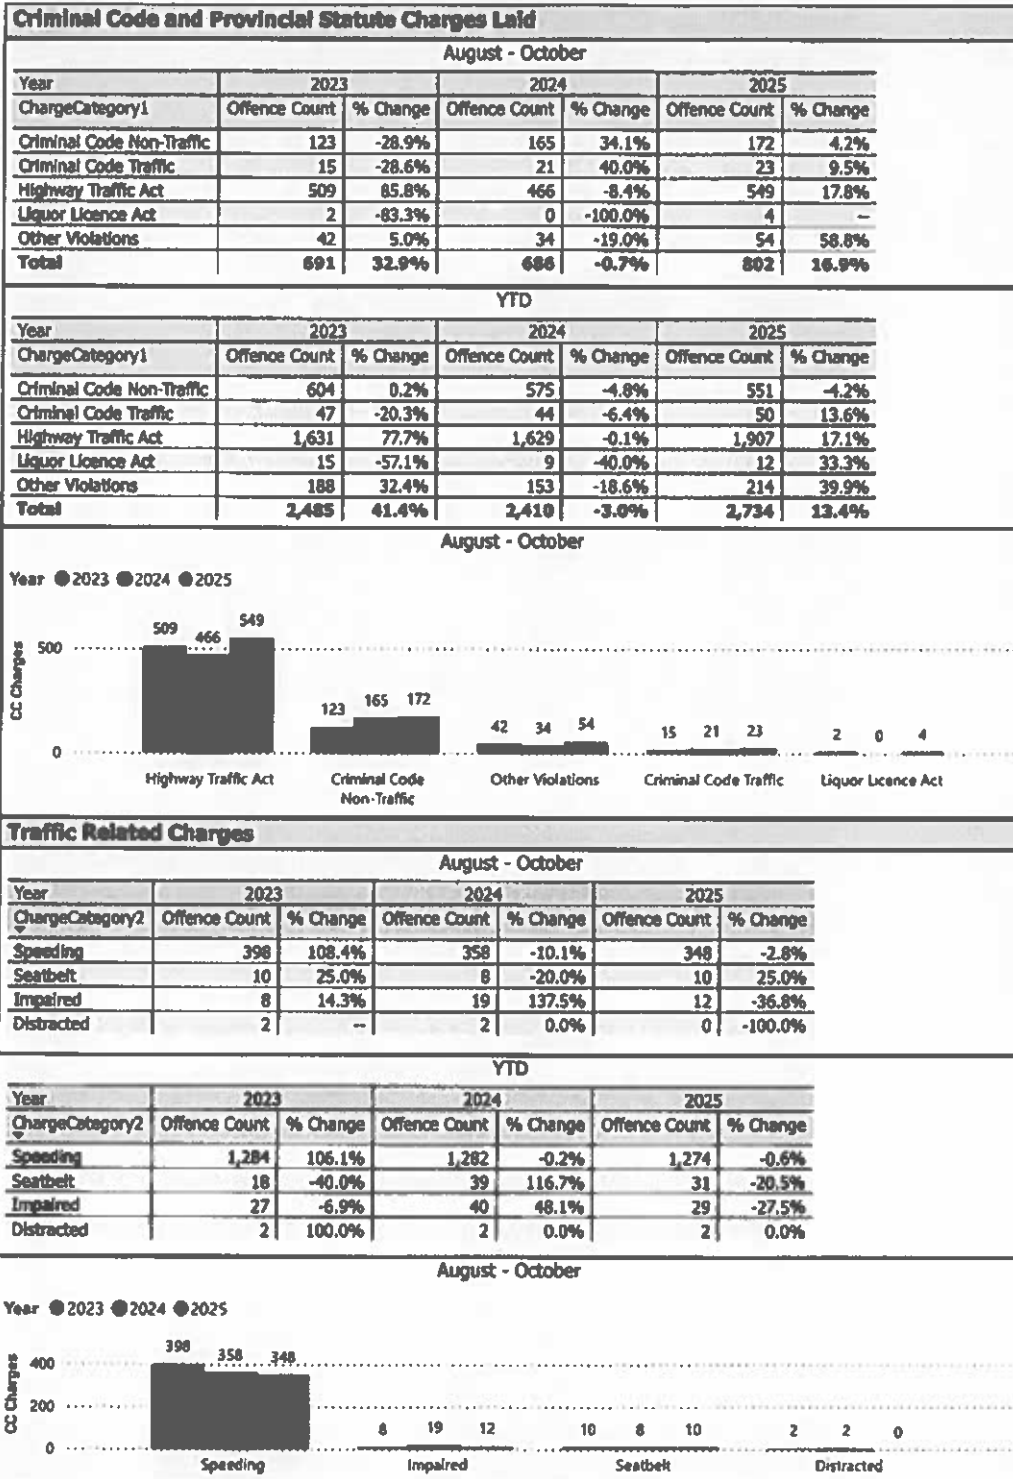 Criminal Code and Provincial Statute Charges Laid
August - October
Year 2023 2024 2025
ChargeCategory1 Offence Count % Change Offence Count % Change Offence Count % Change
Criminal Code Non-Traffic 123 -28.9% 165 34.1% 172 4.2%
Criminal Code Traffic 15 -28.6% 21 40.0% 23 9.5%
Highway Traffic Act 509 85.8% 466 -8.4% 549 17.8%
Liquor Licence Act 2 -83.3% 0 -100.0% 4 --
Other Violations 42 5.0% 34 -19.0% 54 58.8%
Total 691 32.9% 686 -0.7% 802 16.9%
YTD
Year 2023 2024 2025
ChargeCategory1 Offence Count % Change Offence Count % Change Offence Count % Change
Criminal Code Non-Traffic 604 0.2% 575 -4.8% 551 -4.2%
Criminal Code Traffic 47 -20.3% 44 -6.4% 50 13.6%
Highway Traffic Act 1,631 77.7% 1,629 -0.1% 1,907 17.1%
Liquor Licence Act 15 -57.1% 9 -40.0% 12 33.3%
Other Violations 188 32.4% 153 -18.6% 214 39.9%
Total 2,485 41.4% 2,410 -3.0% 2,734 13.4%
August - October
Year 2023 2024 2025
509 466 549
123 165 172
42 34 54
15 21 23
2 0 4
CC Charges
500
0
Highway Traffic Act Criminal Code Other Violations Criminal Code Traffic Liquor Licence Act
Non-Traffic
Traffic Related Charges
August - October
Year 2023 2024 2025
ChargeCategory2 Offence Count % Change Offence Count % Change Offence Count % Change
Speeding 398 108.4% 358 -10.1% 348 -2.8%
Seatbelt 10 25.0% 8 -20.0% 10 25.0%
Impaired 8 14.3% 19 137.5% 12 -36.8%
Distracted 2 -- 2 0.0% 0 -100.0%
YTD
Year 2023 2024 2025
ChargeCategory2 Offence Count % Change Offence Count % Change Offence Count % Change
Speeding 1,284 106.1% 1,282 -0.2% 1,274 -0.6%
Seatbelt 18 -40.0% 39 116.7% 31 -20.5%
Impaired 27 -6.9% 40 48.1% 29 -27.5%
Distracted 2 100.0% 2 0.0% 2 0.0%
August - October
Year 2023 2024 2025
398 358 348
8 19 12
10 8 10
2 2 0
CC Charges
400
200
0
Speeding Impaired Seatbelt Distracted